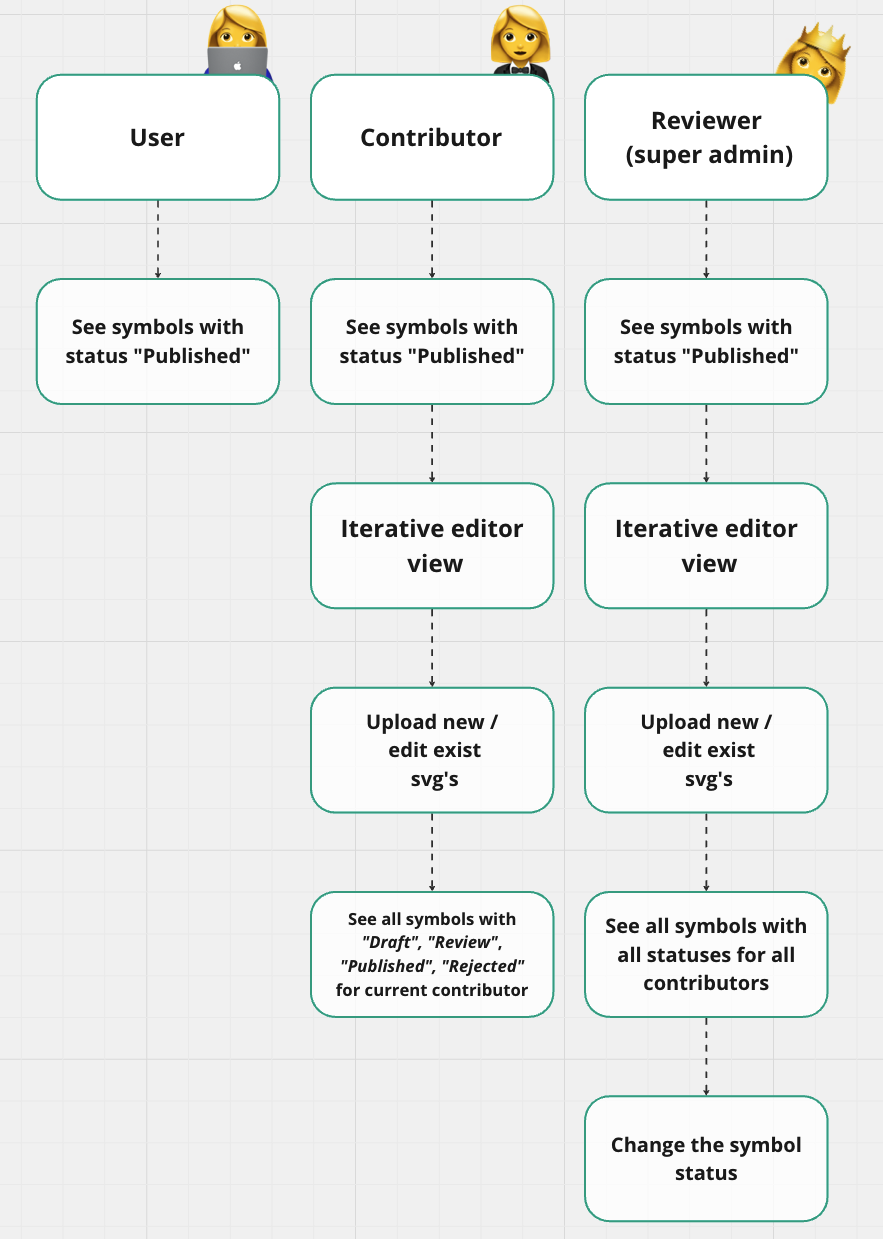 User
Contributor
Reviewer
(super admin)
See symbols with
status "Published"
See symbols with
status "Published"
See symbols with
status "Published"
Iterative editor
view
Iterative editor
view
Upload new /
edit exist
svg's
Upload new /
edit exist
svg's
See all symbols with
"Draft", "Review",
"Published", "Rejected"
for current contributor
See all symbols with
all statuses for all
contributors
Change the symbol
status